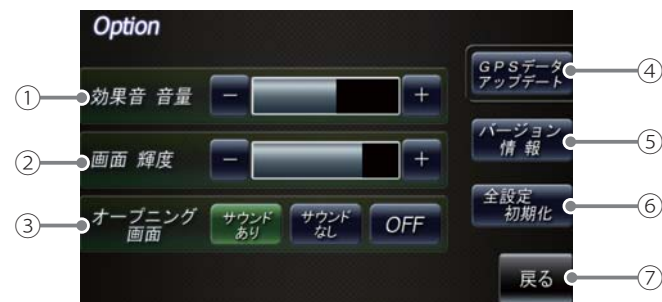 Option
① 効果音 音量 － ＋
② 画面 輝度 － ＋
③ オープニング
画面
サウンド
あり
サウンド
なし
OFF
GPSデータ
アップデート
④
バージョン
情報
⑤
全設定
初期化
⑥
戻る ⑦